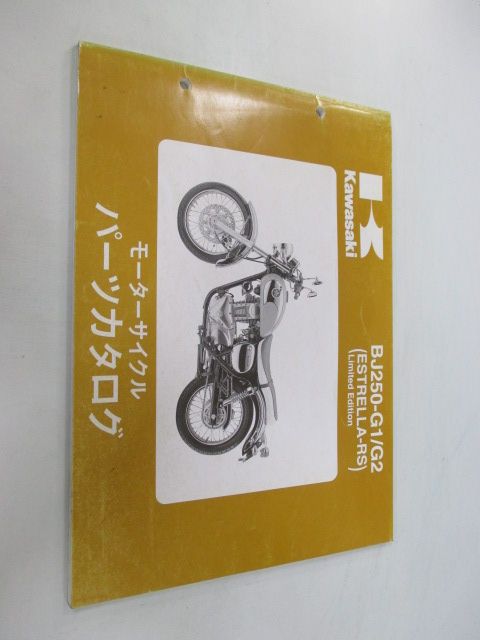 Kawasaki
BJ250-G1/G2
(ESTRELLA-RS)
Limited Edition
モーターサイクル
パーツカタログ